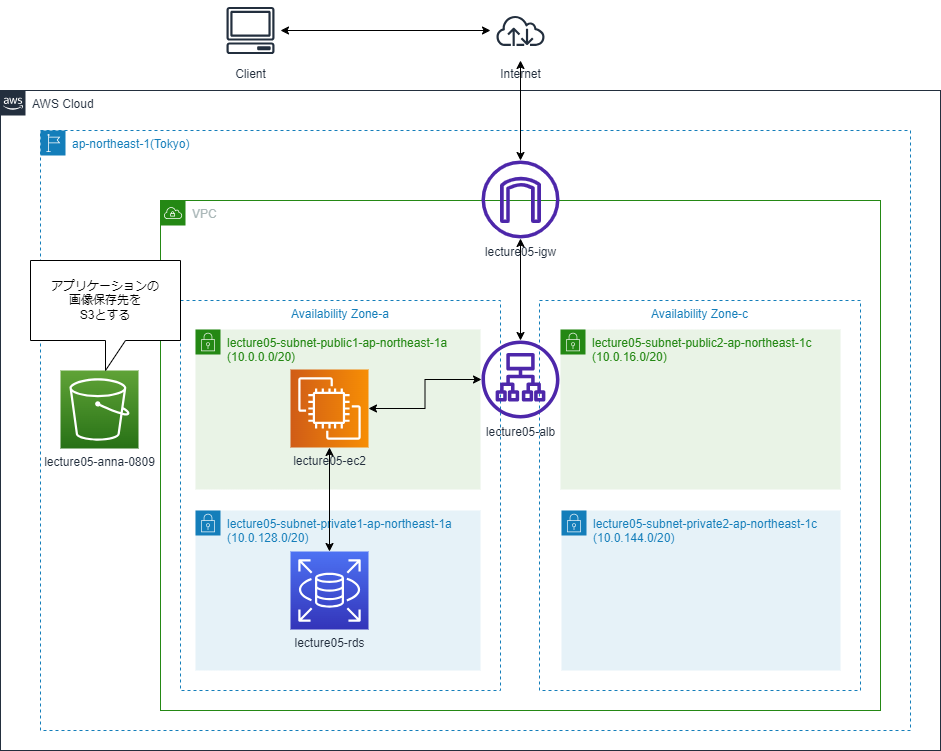 Client
Internet
aws
AWS Cloud
ap-northeast-1(Tokyo)
VPC
lecture05-igw
アプリケーションの
画像保存先を
S3とする
lecture05-anna-0809
Availability Zone-a
lecture05-subnet-public1-ap-northeast-1a
(10.0.0.0/20)
lecture05-ec2
lecture05-alb
Availability Zone-c
lecture05-subnet-public2-ap-northeast-1c
(10.0.16.0/20)
lecture05-subnet-private1-ap-northeast-1a
(10.0.128.0/20)
lecture05-rds
lecture05-subnet-private2-ap-northeast-1c
(10.0.144.0/20)